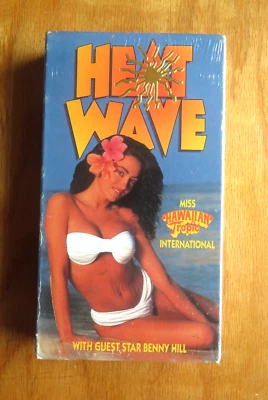 HEAT
WAVE
MISS
HAWAIIAN
Tropic
INTERNATIONAL
WITH GUEST STAR BENNY HILL